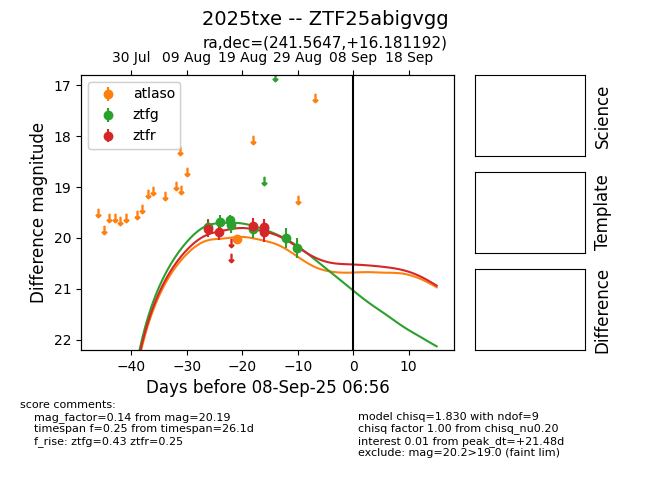 2025txe -- ZTF25abigvgg
ra,dec=(241.5647,+16.181192)
30 Jul 09 Aug 19 Aug 29 Aug 08 Sep 18 Sep
atlaso
ztfg
ztfr
17
18
19
20
21
22
Difference magnitude
−40 −30 −20 −10 0 10
Days before 08-Sep-25 06:56
Science
Template
Difference
score comments:
mag_factor=0.14 from mag=20.19
timespan f=0.25 from timespan=26.1d
f_rise: ztfg=0.43 ztfr=0.25
model chisq=1.830 with ndof=9
chisq factor 1.00 from chisq_nu0.20
interest 0.01 from peak_dt=+21.48d
exclude: mag=20.2>19.0 (faint lim)